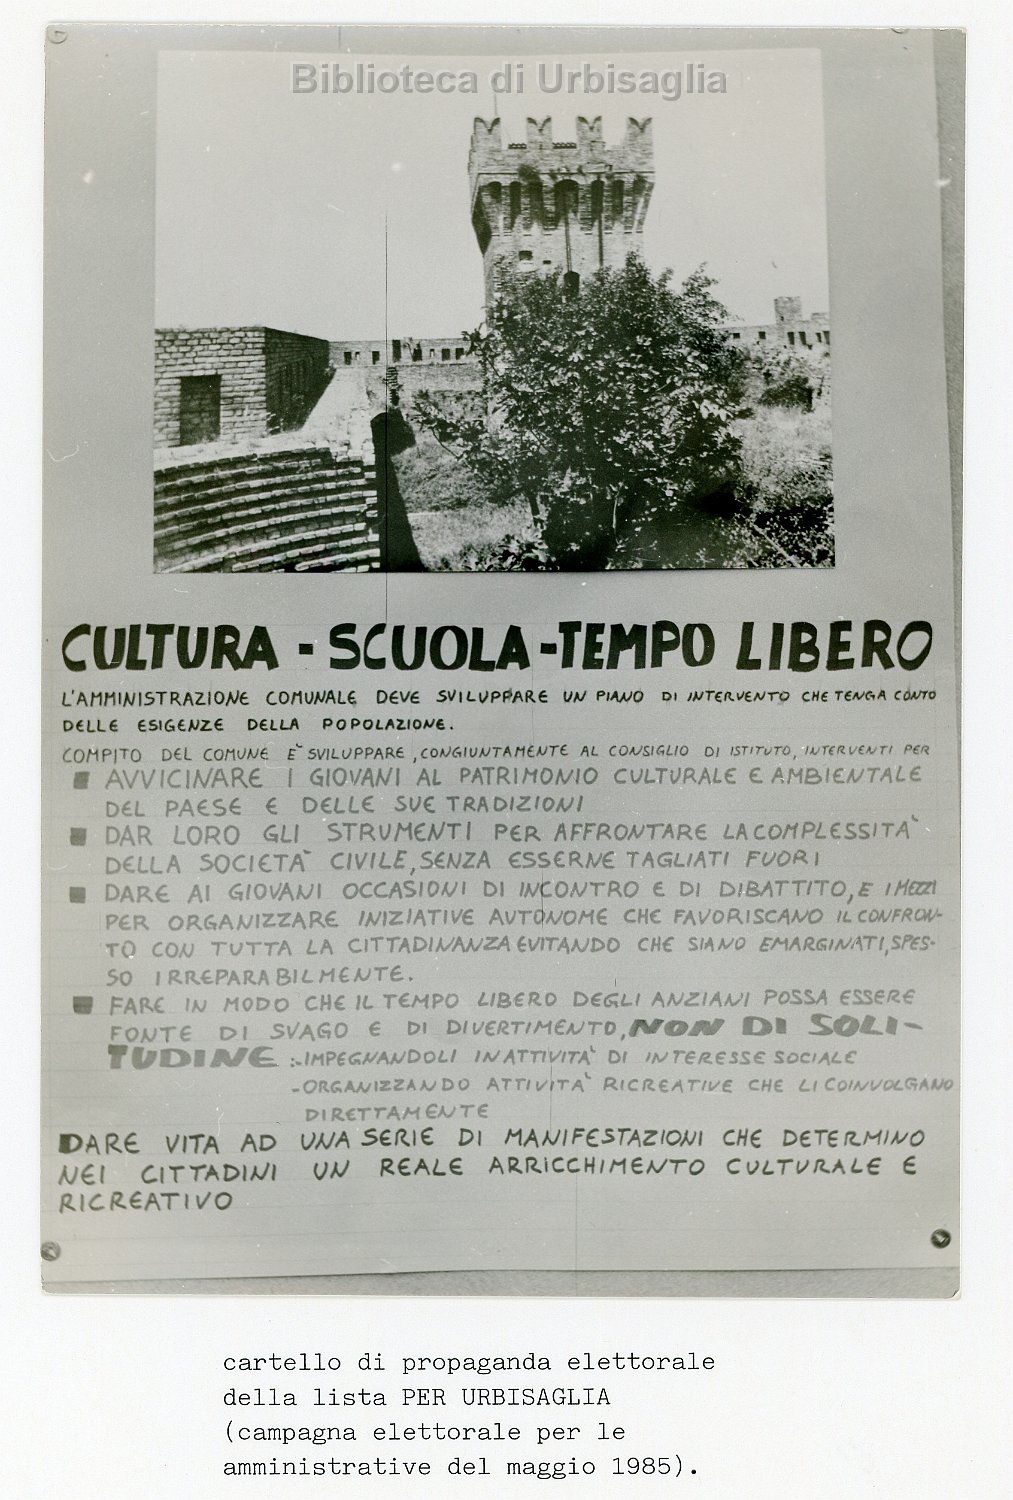 Biblioteca di Urbisaglia
CULTURA - SCUOLA - TEMPO LIBERO
L'AMMINISTRAZIONE COMUNALE DEVE SVILUPPARE UN PIANO DI INTERVENTO CHE TENGA CONTO
DELLE ESIGENZE DELLA POPOLAZIONE.
COMPITO DEL COMUNE E' SVILUPPARE, CONGIUNTAMENTE AL CONSIGLIO DI ISTITUTO, INTERVENTI PER
■ AVVICINARE I GIOVANI AL PATRIMONIO CULTURALE E AMBIENTALE
DEL PAESE E DELLE SUE TRADIZIONI
■ DAR LORO GLI STRUMENTI PER AFFRONTARE LA COMPLESSITA'
DELLA SOCIETA' CIVILE, SENZA ESSERNE TAGLIATI FUORI
■ DARE AI GIOVANI OCCASIONI DI INCONTRO E DI DIBATTITO, E I MEZZI
PER ORGANIZZARE INIZIATIVE AUTONOME CHE FAVORISCANO IL CONFRON-
TO CON TUTTA LA CITTADINANZA EVITANDO CHE SIANO EMARGINATI, SPES-
SO IRREPARABILMENTE.
■ FARE IN MODO CHE IL TEMPO LIBERO DEGLI ANZIANI POSSA ESSERE
FONTE DI SVAGO E DI DIVERTIMENTO, NON DI SOLI-
TUDINE :-IMPEGNANDOLI IN ATTIVITA' DI INTERESSE SOCIALE
-ORGANIZZANDO ATTIVITA' RICREATIVE CHE LI COINVOLGANO
DIRETTAMENTE
DARE VITA AD UNA SERIE DI MANIFESTAZIONI CHE DETERMINO
NEI CITTADINI UN REALE ARRICCHIMENTO CULTURALE E
RICREATIVO
cartello di propaganda elettorale
della lista PER URBISAGLIA
(campagna elettorale per le
amministrative del maggio 1985).